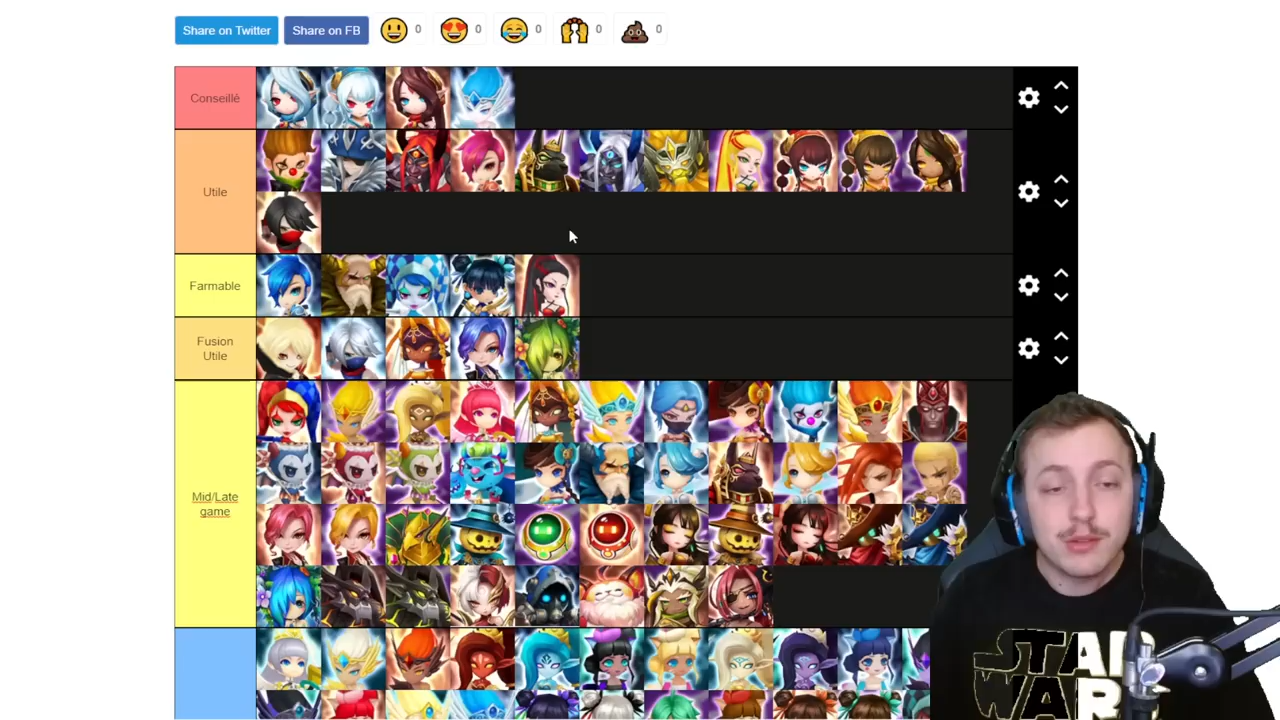 Share on Twitter
Share on FB
0
0
0
0
0
Conseillé
Utile
Farmable
Fusion
Utile
Mid/Late
game
STAR
WARS